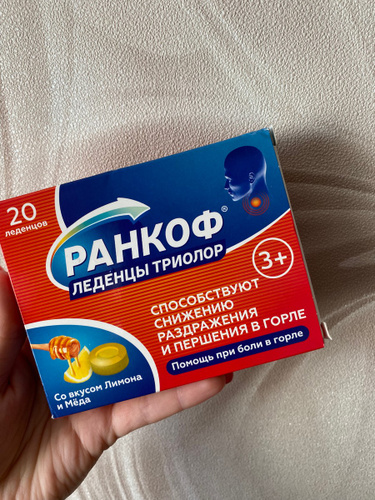 20
леденцов
РАНКОФ®
ЛЕДЕНЦЫ ТРИОЛОР
3+
СПОСОБСТВУЮТ
СНИЖЕНИЮ
РАЗДРАЖЕНИЯ
И ПЕРШЕНИЯ В ГОРЛЕ
Помощь при боли в горле
Со вкусом Лимона
и Мёда